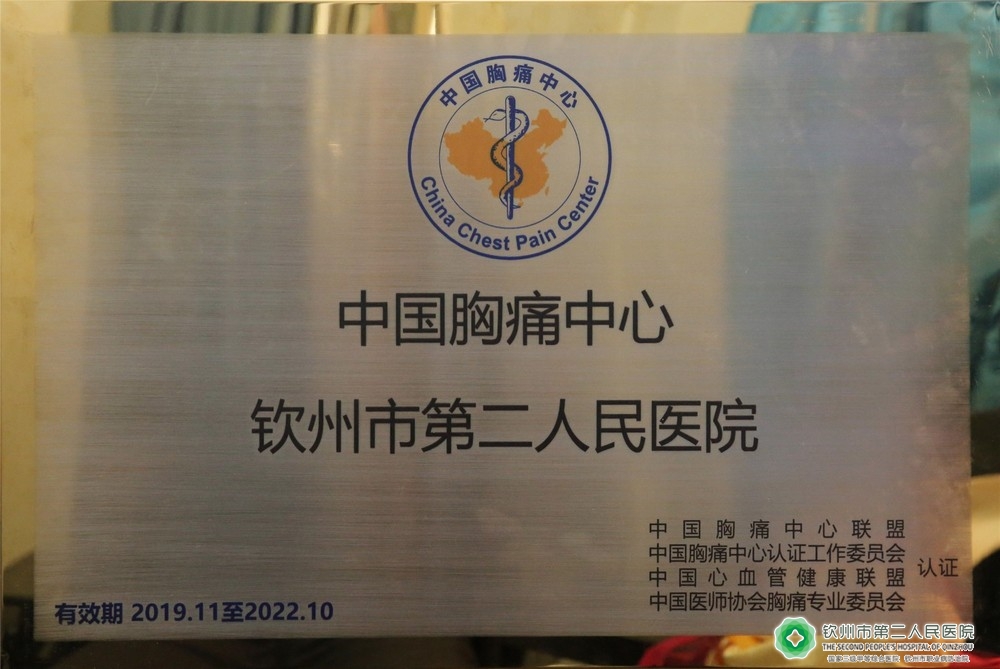 中国胸痛中心
China Chest Pain Center
中国胸痛中心
钦州市第二人民医院
中国胸痛中心联盟
中国胸痛中心认证工作委员会
中国心血管健康联盟
中国医师协会胸痛专业委员会
认证
有效期 2019.11至2022.10
钦州市第二人民医院
THE SECOND PEOPLE'S HOSPITAL OF QINZHOU